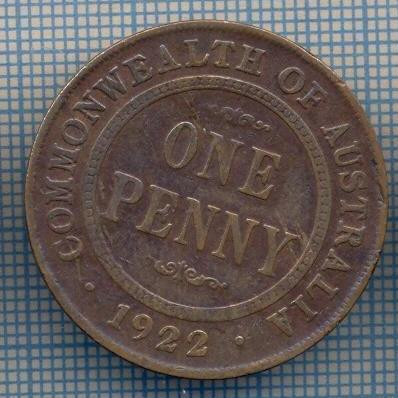 COMMONWEALTH OF AUSTRALIA
ONE
PENNY
· 1922 ·